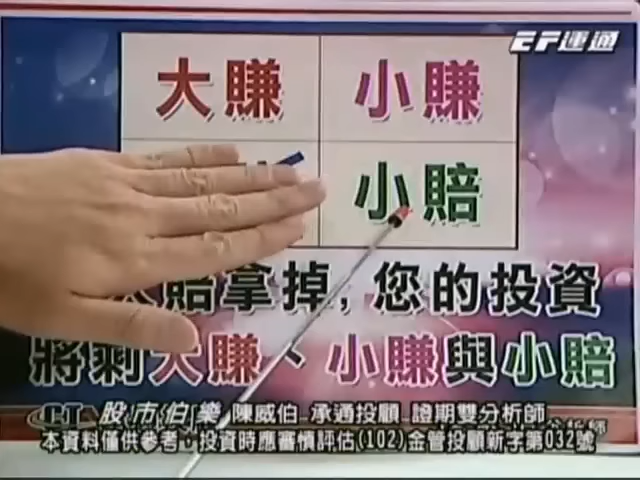 EF運通
大賺 小賺
小賠
賠拿掉,您的投資
將剩大賺、小賺與小賠
股市伯樂 陳威伯 承通投顧 證期雙分析師
本資料僅供參考,投資時應審慎評估(102)金管投顧新字第032號